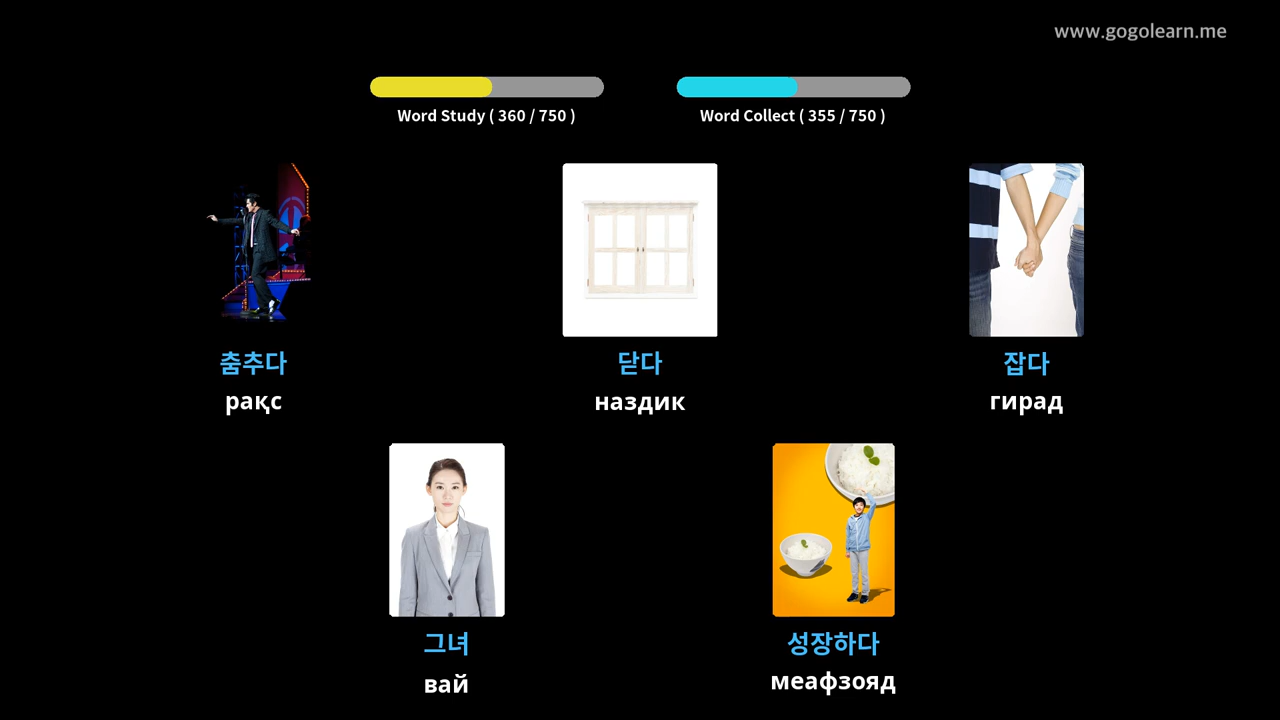 www.gogolearn.me
Word Study ( 360 / 750 )
Word Collect ( 355 / 750 )
춤추다
рақс
닫다
наздик
잡다
гирад
그녀
вай
성장하다
меафзояд